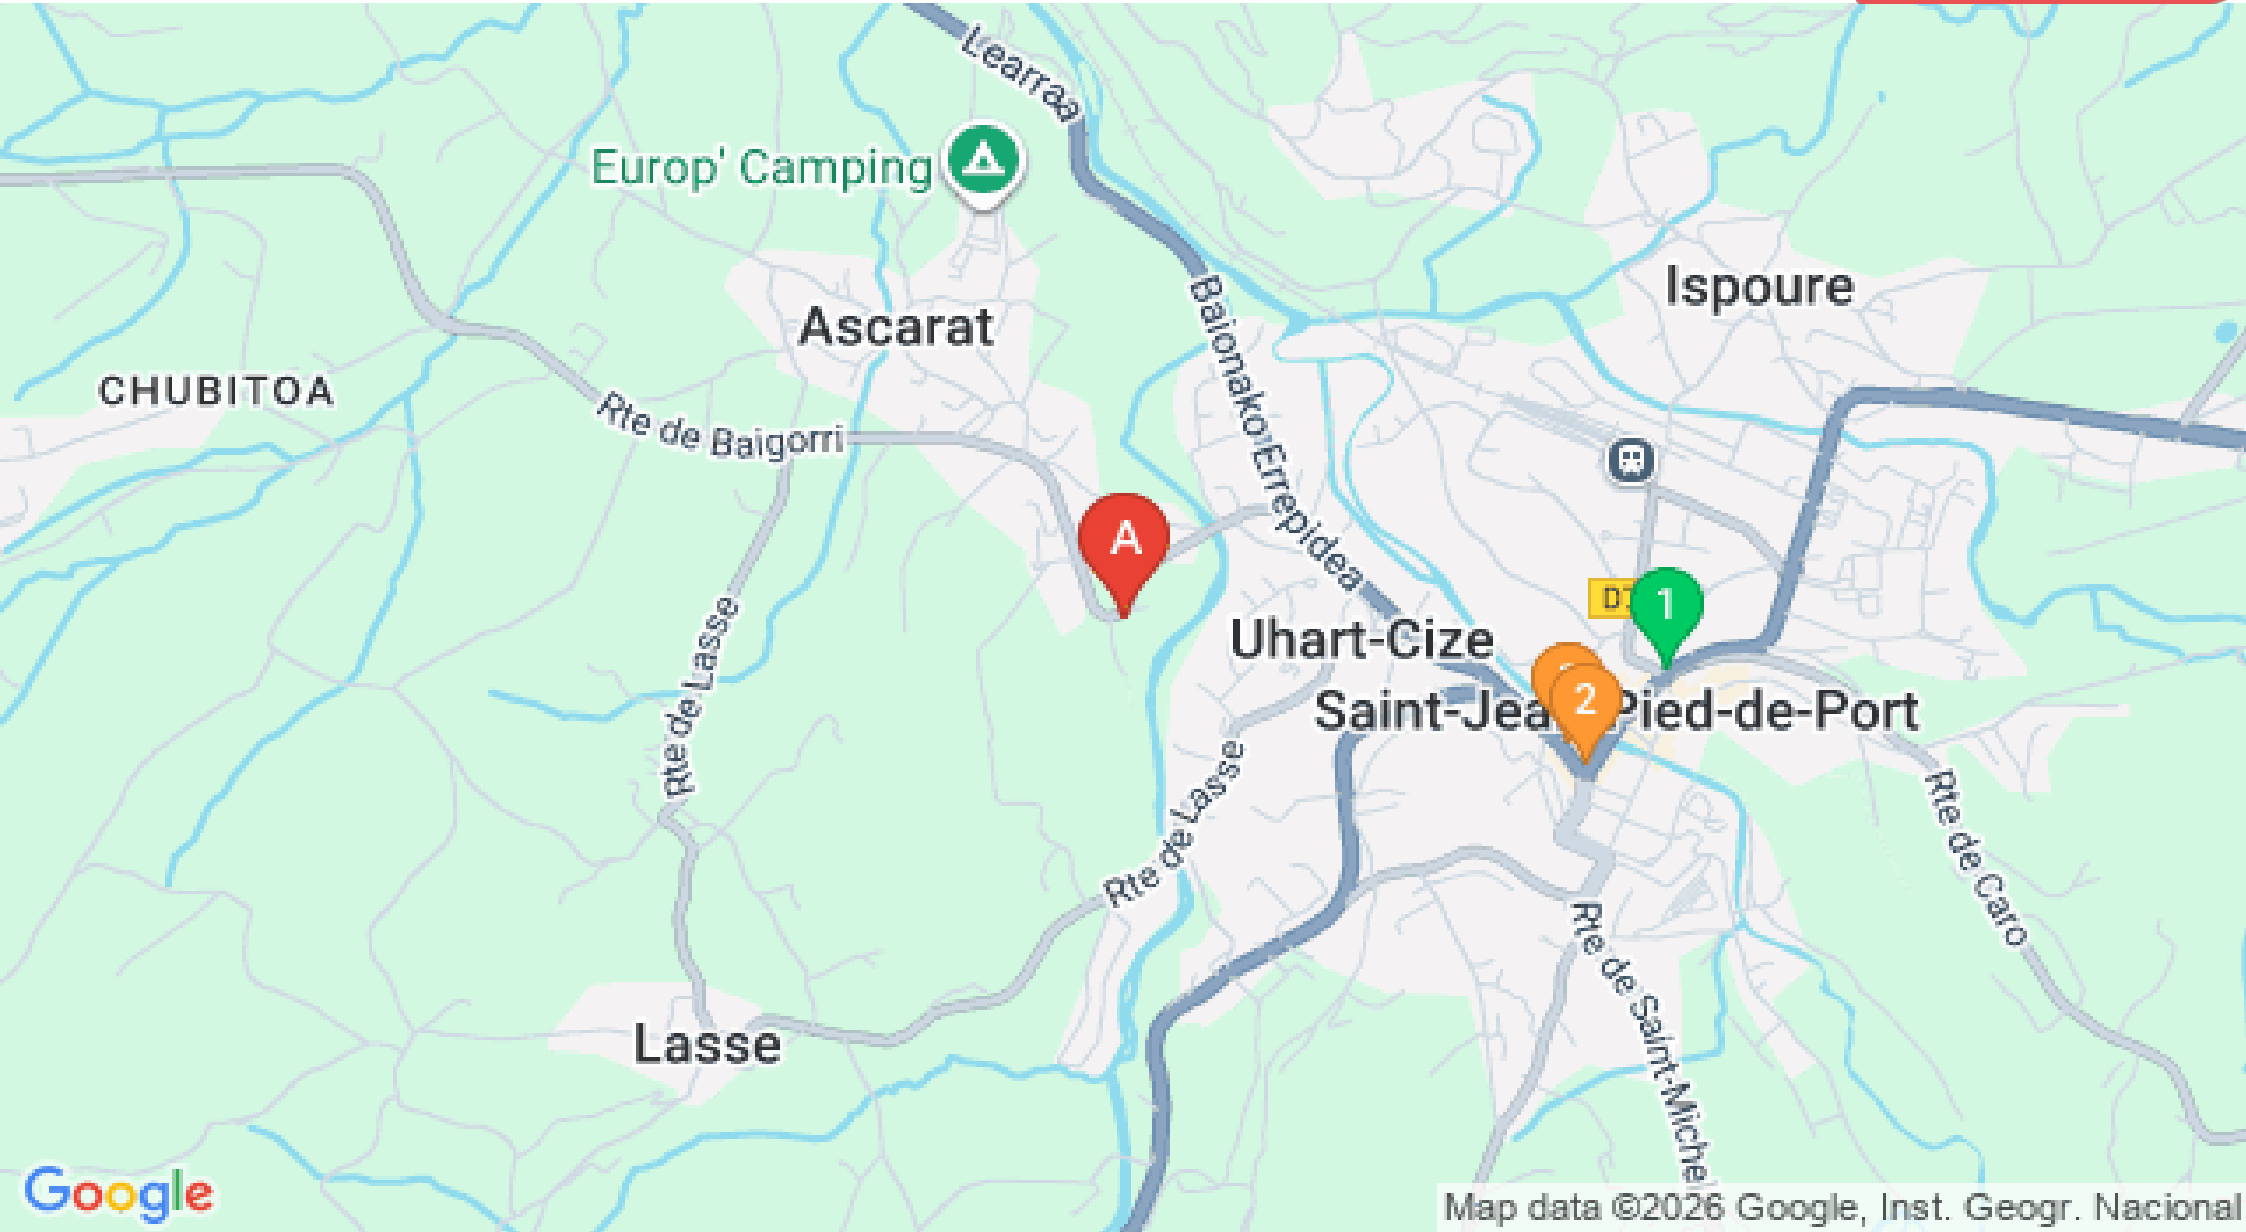 Learraa
Europ' Camping
Ispoure
Ascarat
Baionako Errepidea
CHUBITOA
Rte de Baigorri
A
D
1
Rte de Lasse
Uhart-Cize
2
Saint-Jea Pied-de-Port
Rte de Lasse
Rte de Caro
Rte de Saint-Michel
Lasse
Google
Map data ©2026 Google, Inst. Geogr. Nacional